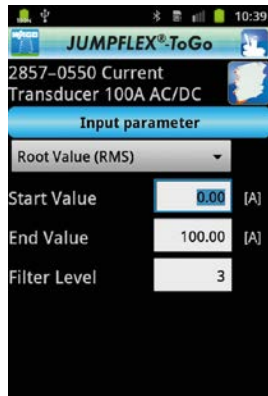 10:39
WAGO
JUMPFLEX®-ToGo
2857-0550 Current
Transducer 100A AC/DC
Input parameter
Root Value (RMS)
Start Value 0.00 [A]
End Value 100.00 [A]
Filter Level 3